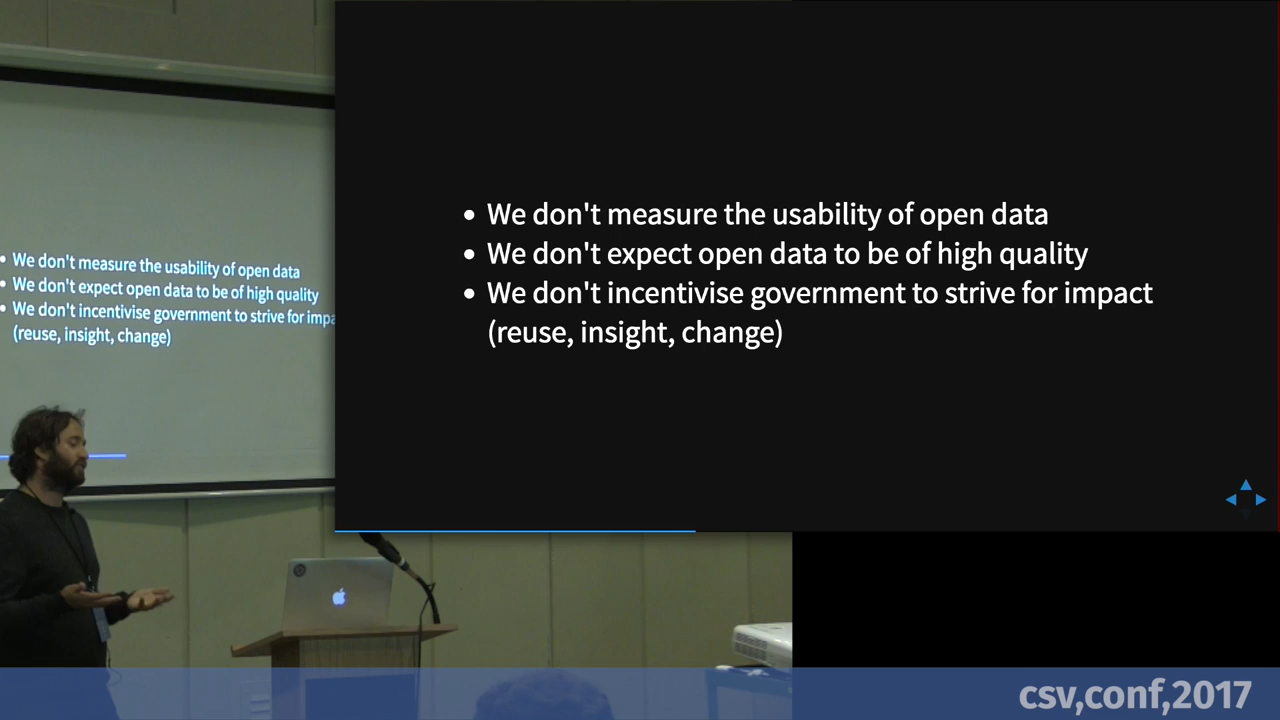 We don't measure the usability of open data
We don't expect open data to be of high quality
We don't incentivise government to strive for impa
(reuse, insight, change)
• We don't measure the usability of open data
• We don't expect open data to be of high quality
• We don't incentivise government to strive for impact
(reuse, insight, change)
csv,conf,2017